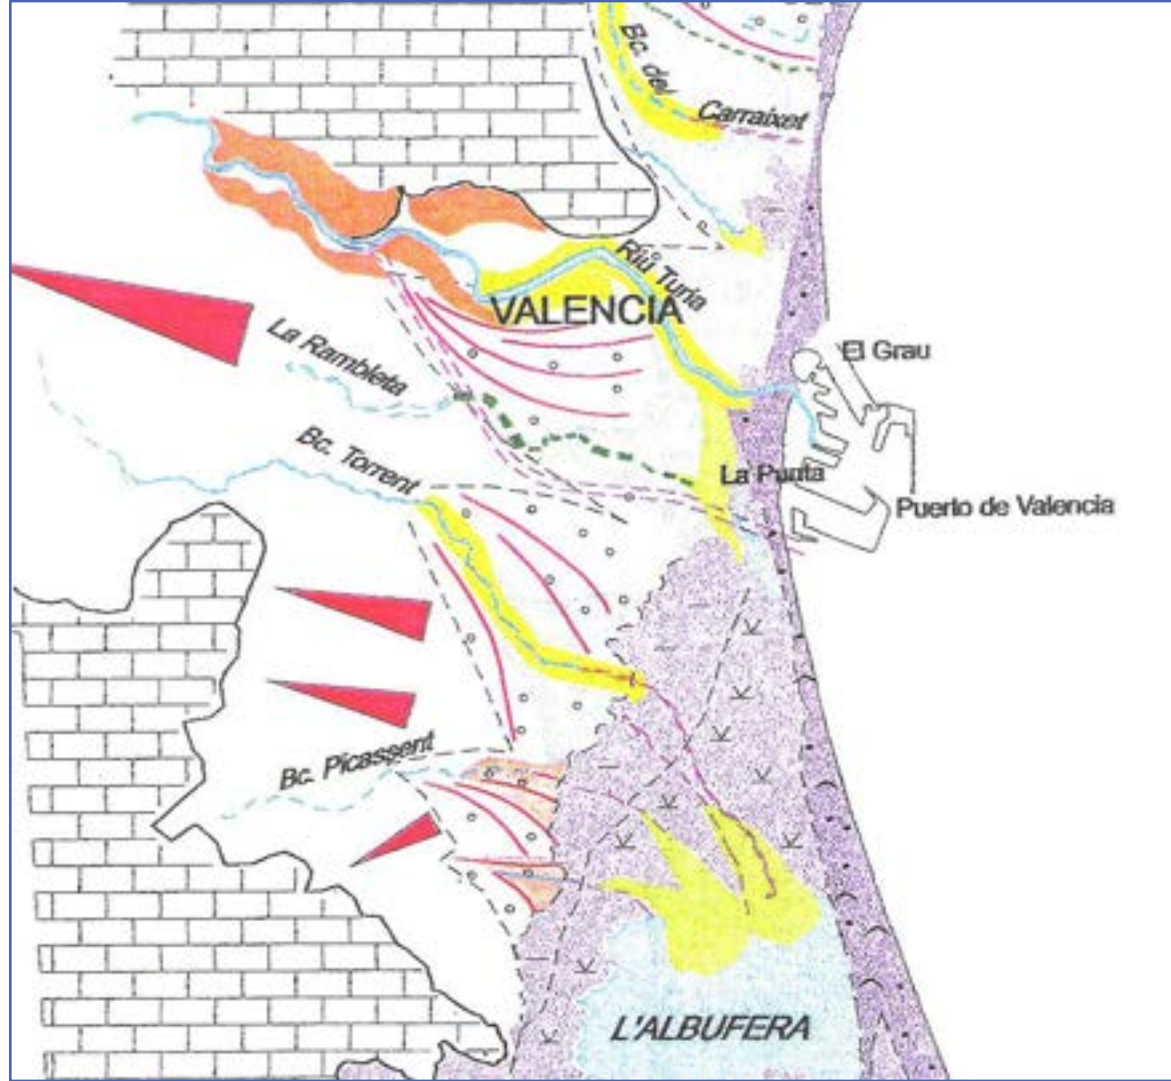 Bc. del
Carraixet
Riu Turia
VALENCIA
El Grau
La Rambleta
Bc. Torrent
La Punta
Puerto de Valencia
Bc. Picassent
L'ALBUFERA